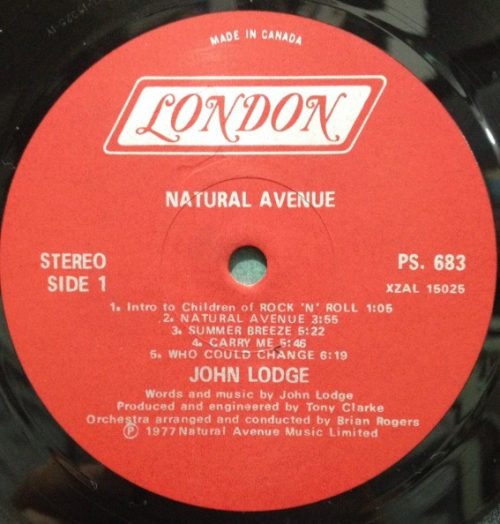 MADE IN CANADA
LONDON
NATURAL AVENUE
STEREO
SIDE 1
PS. 683
XZAL 15025
1. Intro to Children of ROCK 'N' ROLL 1:05
2. NATURAL AVENUE 3:55
3. SUMMER BREEZE 5:22
4. CARRY ME 5:46
5. WHO COULD CHANGE 6:19
JOHN LODGE
Words and music by John Lodge
Produced and engineered by Tony Clarke
Orchestra arranged and conducted by Brian Rogers
Ⓟ 1977 Natural Avenue Music Limited